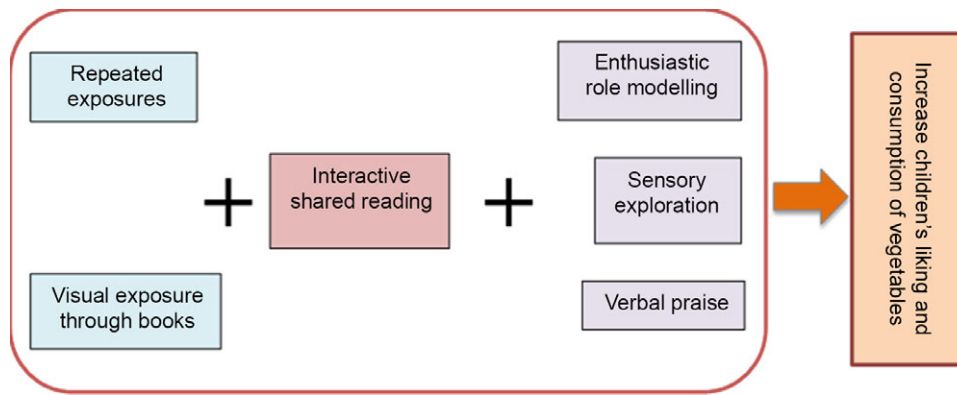 Repeated
exposures
Visual exposure
through books
+
Interactive
shared reading
+
Enthusiastic
role modelling
Sensory
exploration
Verbal praise
Increase children's liking and
consumption of vegetables